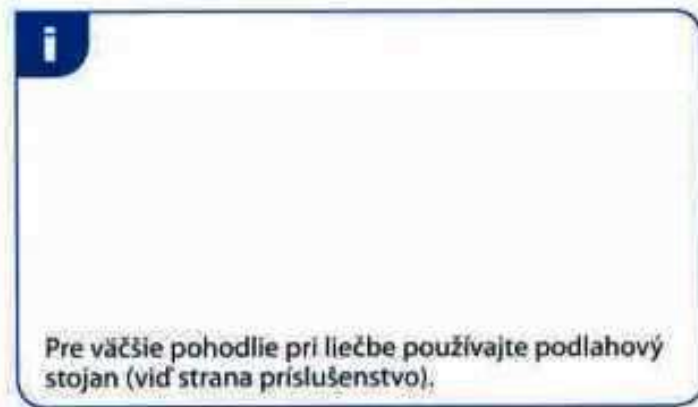 i
Pre väčšie pohodlie pri liečbe používajte podlahový
stojan (viď strana príslušenstvo).